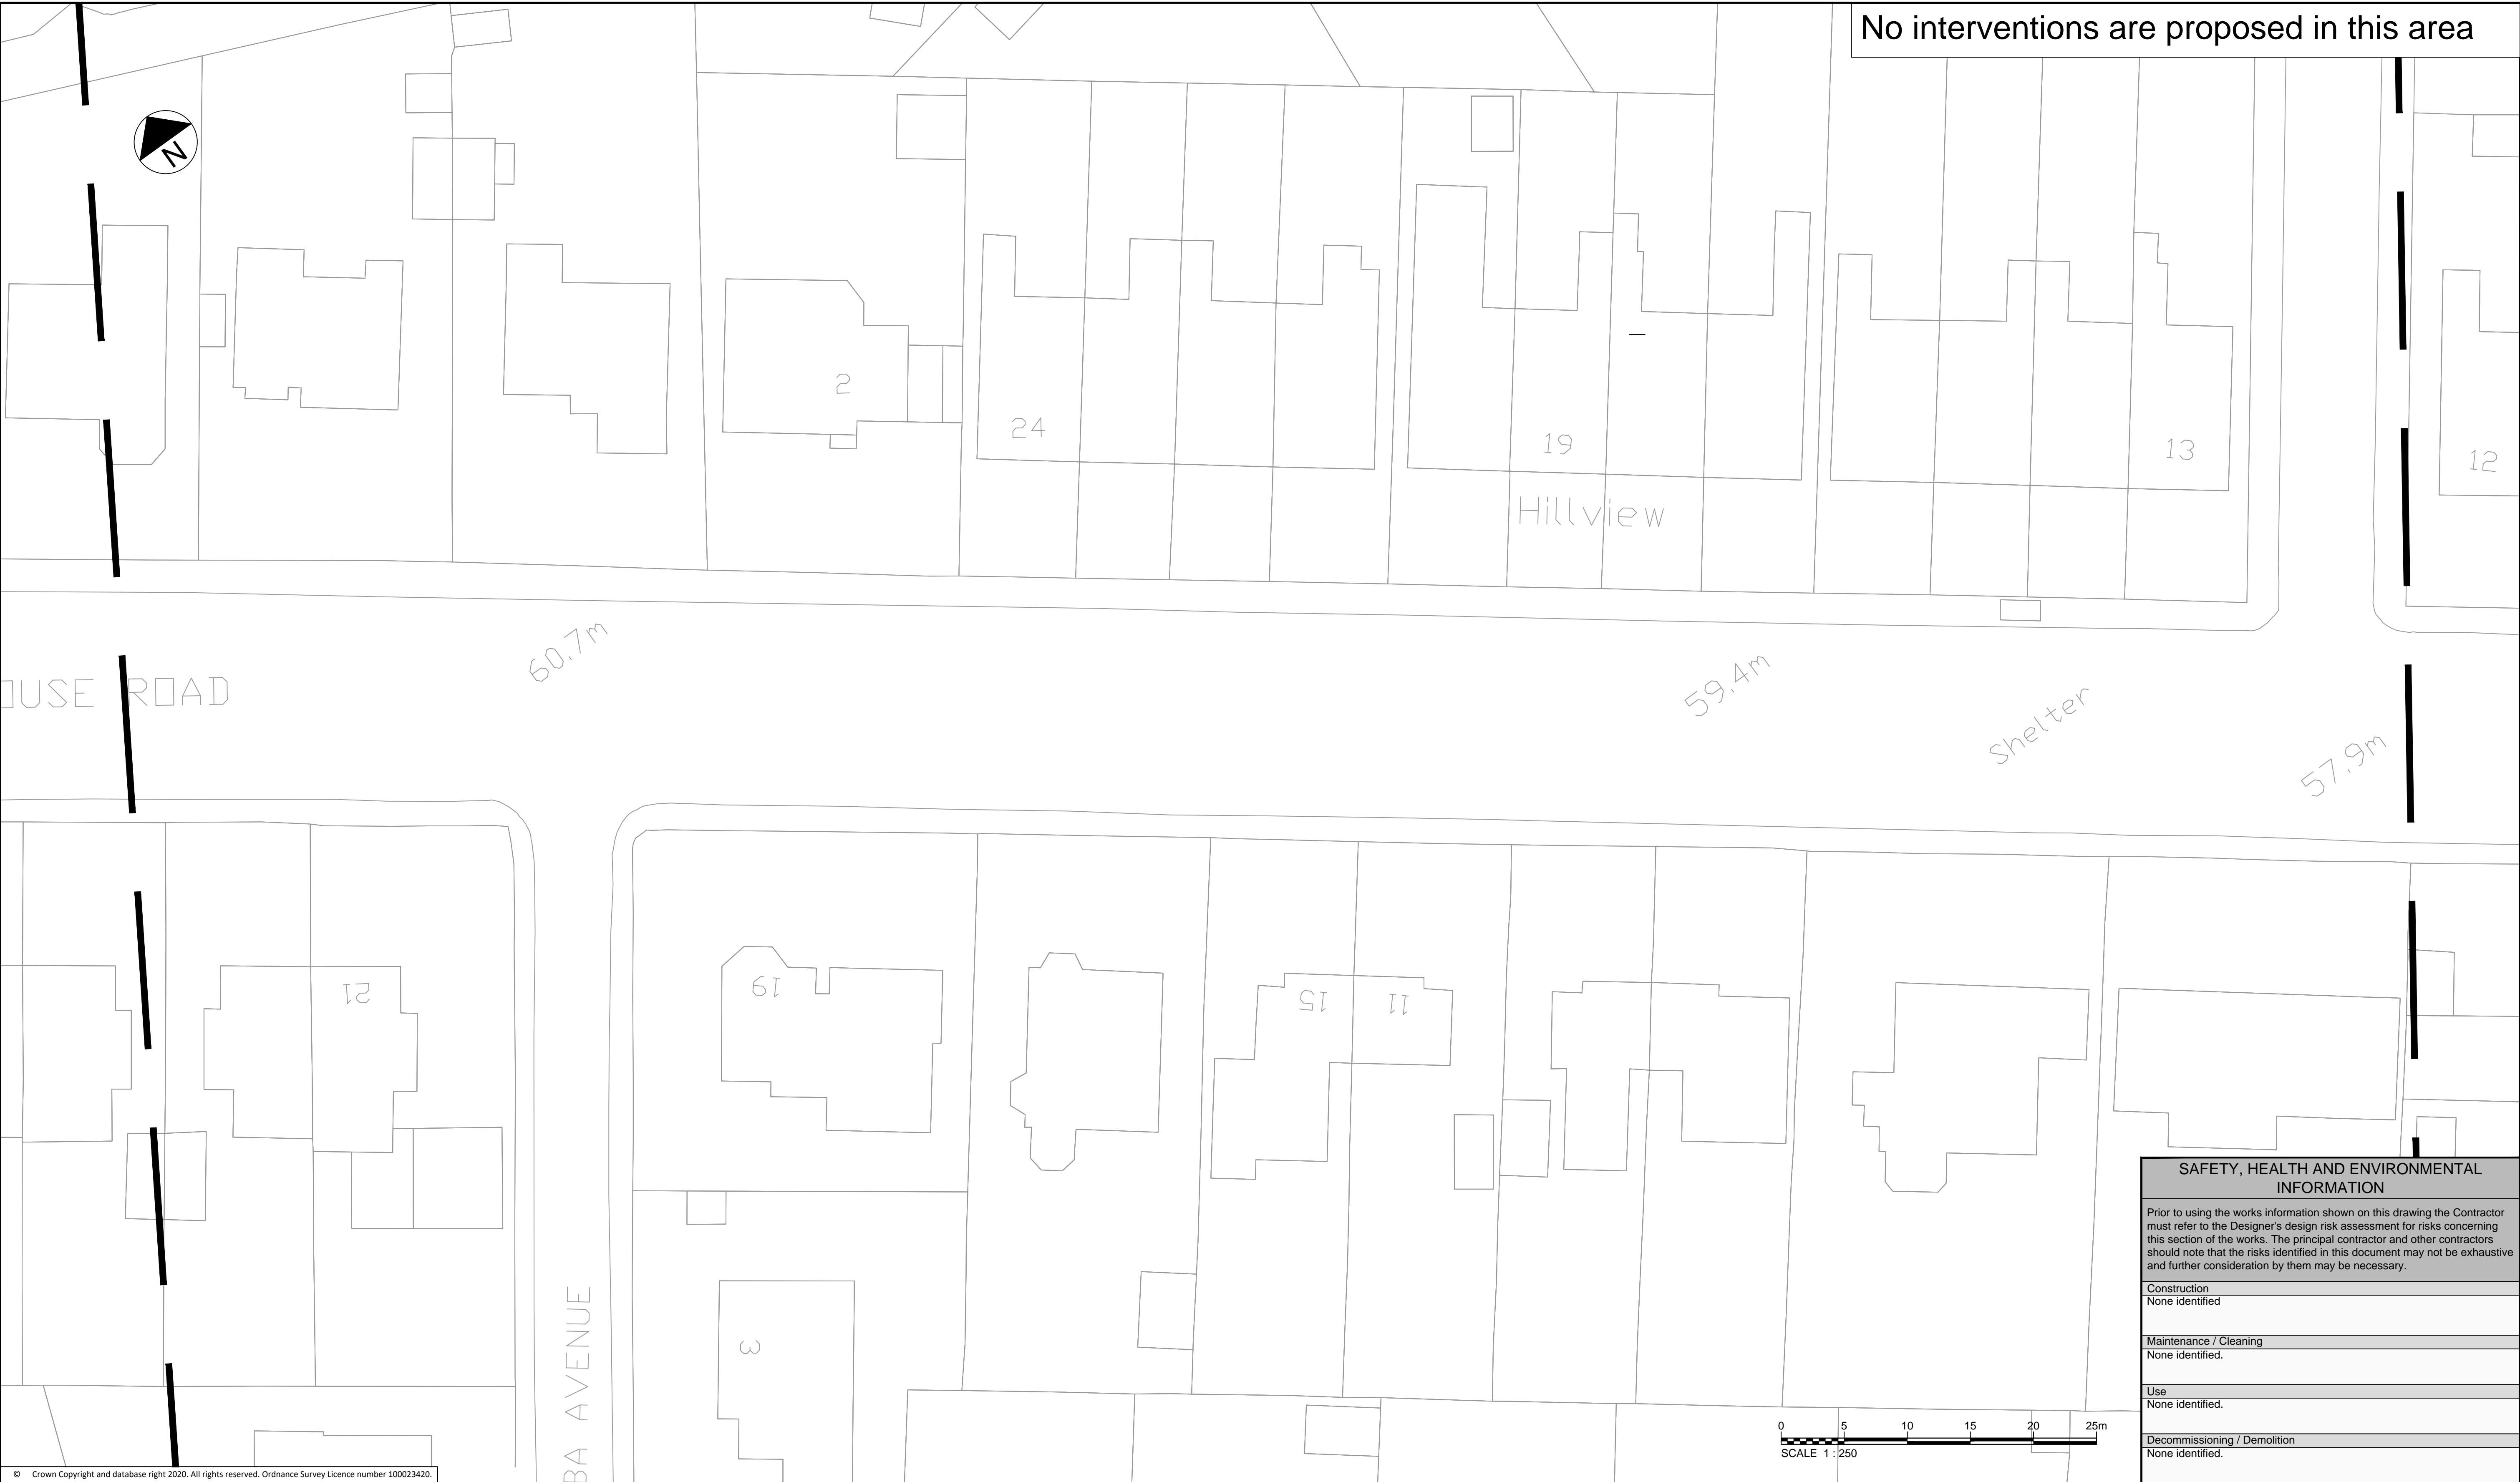 No interventions are proposed in this area
N
2
24
19
13
12
Hillview
60.7m
59.4m
ROAD
Shelter
57.9m
21
19
15
11
3
AVENUE
SAFETY, HEALTH AND ENVIRONMENTAL
INFORMATION
Prior to using the works information shown on this drawing the Contractor
must refer to the Designer's design risk assessment for risks concerning
this section of the works. The principal contractor and other contractors
should note that the risks identified in this document may not be exhaustive
and further consideration by them may be necessary.
Construction
None identified
Maintenance / Cleaning
None identified.
Use
None identified.
Decommissioning / Demolition
None identified.
0 5 10 15 20 25m
SCALE 1 : 250
© Crown Copyright and database right 2020. All rights reserved. Ordnance Survey Licence number 100023420.